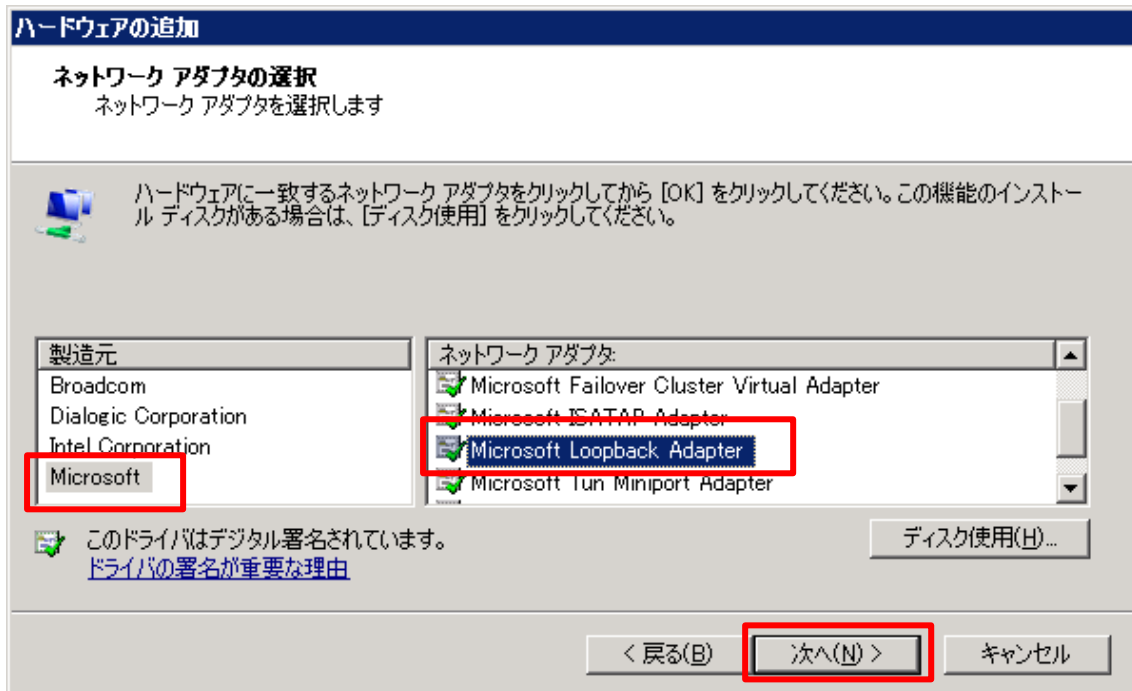 ハードウェアの追加
ネットワーク アダプタの選択
ネットワーク アダプタを選択します
ハードウェアに一致するネットワーク アダプタをクリックしてから [OK] をクリックしてください。この機能のインストー
ル ディスクがある場合は、[ディスク使用] をクリックしてください。
製造元
Broadcom
Dialogic Corporation
Intel Corporation
Microsoft
ネットワーク アダプタ:
Microsoft Failover Cluster Virtual Adapter
Microsoft ISATAP Adapter
Microsoft Loopback Adapter
Microsoft Tun Miniport Adapter
このドライバはデジタル署名されています。
ドライバの署名が重要な理由
ディスク使用(H)...
< 戻る(B)
次へ(N) >
キャンセル